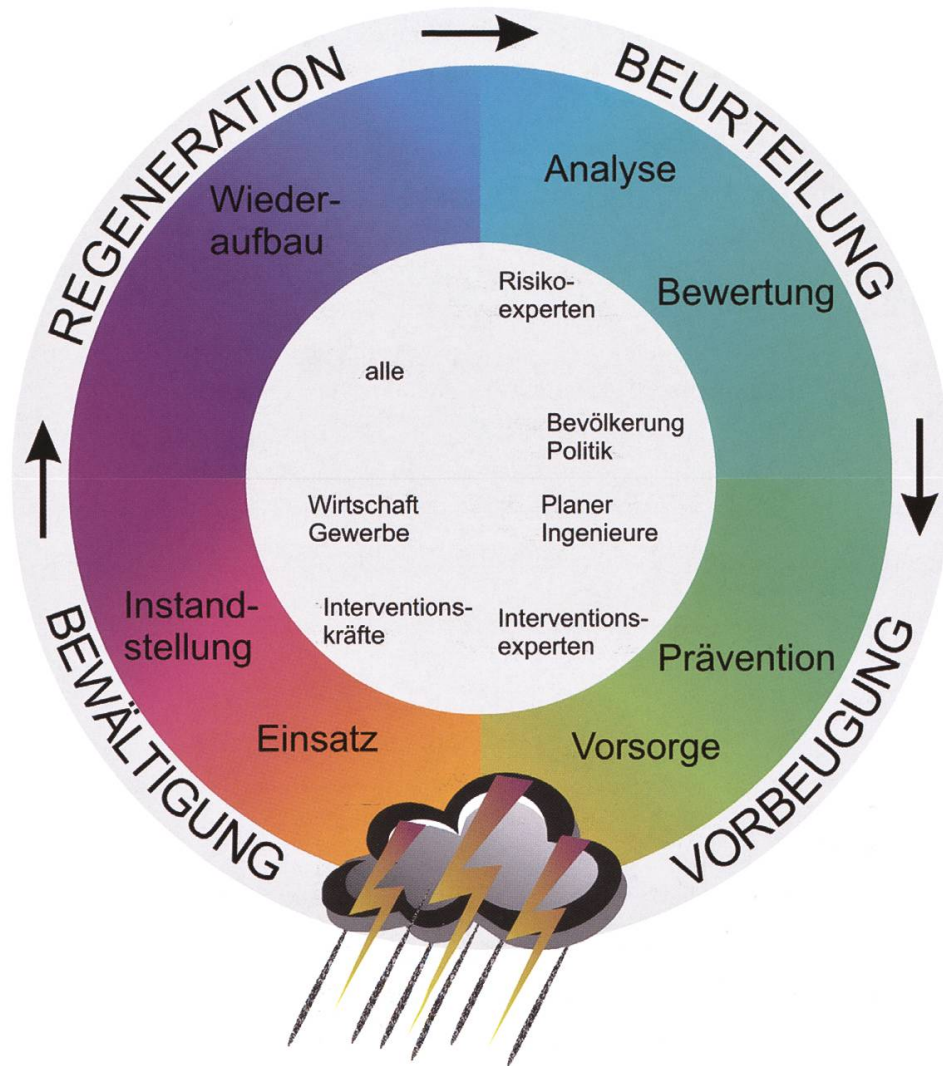 REGENERATION
BEURTEILUNG
VORBEUGUNG
BEWÄLTIGUNG
Analyse
Bewertung
Prävention
Vorsorge
Einsatz
Instand-
stellung
Wieder-
aufbau
Risiko-
experten
alle
Bevölkerung
Politik
Wirtschaft
Gewerbe
Planer
Ingenieure
Interventions-
kräfte
Interventions-
experten